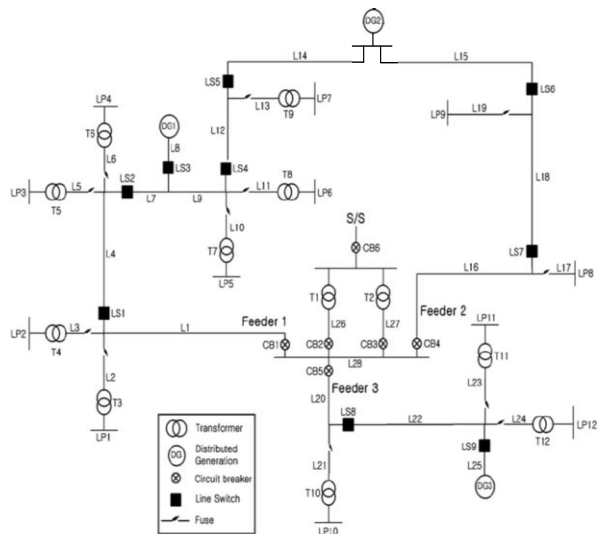 DG2
L14
L15
LS5
LS6
LP4
L13
T9
LP7
LP9
L19
T6
DG1
L8
L12
L6
LS3
LS4
L18
LP3
L5
LS2
L11
T8
LP6
T5
L7
L9
L10
S/S
T7
CB6
LS7
L4
LP5
L16
L17
LP8
T1
T2
Feeder 2
LS1
Feeder 1
L26
L27
LP11
LP2
L3
L1
CB1
CB2
CB3
CB4
T11
T4
L28
CB5
L2
Feeder 3
L23
L20
T3
LS8
L22
L24
LP12
LP1
T12
LS9
L21
L25
T10
DG3
LP10
Transformer
DG
Distributed
Generation
Circuit breaker
Line Switch
Fuse